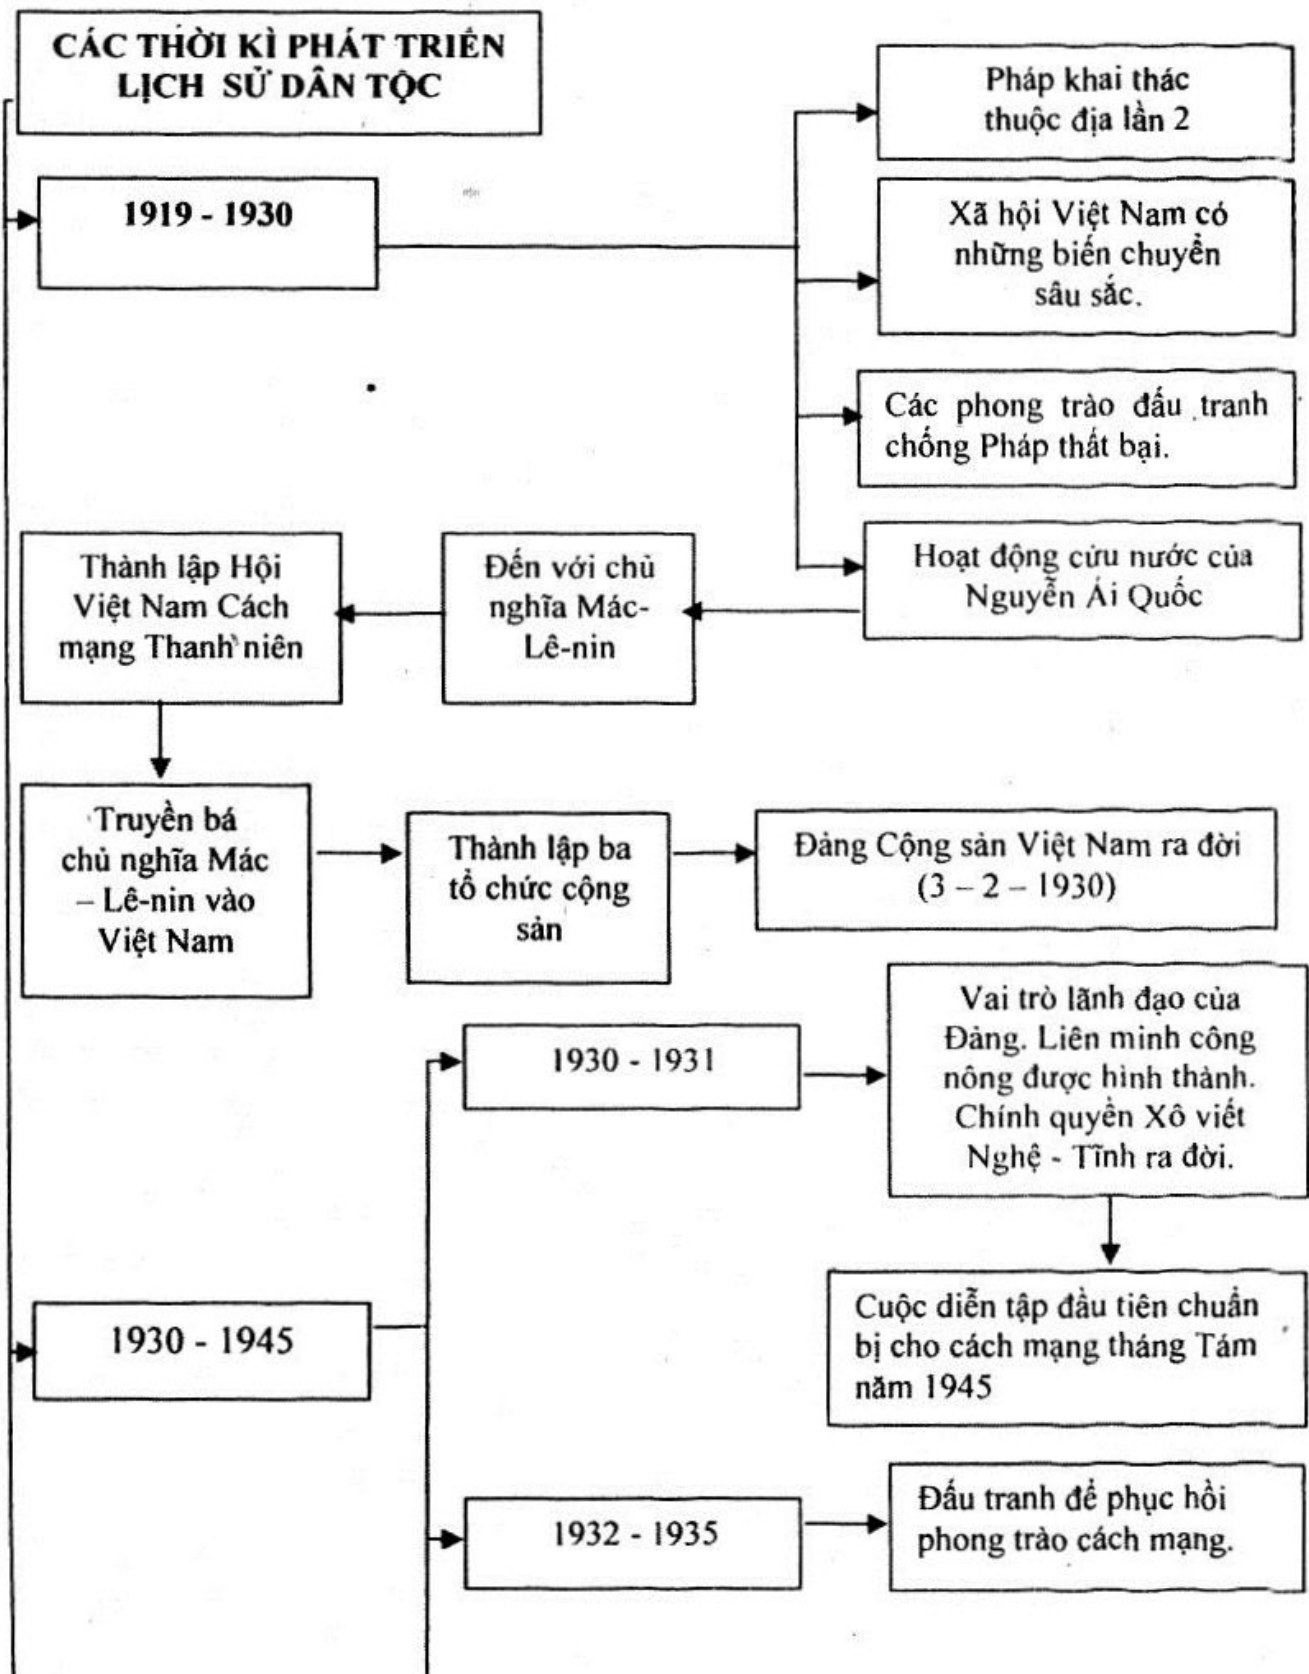 CÁC THỜI KÌ PHÁT TRIỂN
LỊCH SỬ DÂN TỘC
1919 - 1930
Pháp khai thác
thuộc địa lần 2
Xã hội Việt Nam có
những biến chuyển
sâu sắc.
Các phong trào đấu tranh
chống Pháp thất bại.
Hoạt động cứu nước của
Nguyễn Ái Quốc
Đến với chủ
nghĩa Mác-
Lê-nin
Thành lập Hội
Việt Nam Cách
mạng Thanh niên
Truyền bá
chủ nghĩa Mác
– Lê-nin vào
Việt Nam
Thành lập ba
tổ chức cộng
sản
Đảng Cộng sản Việt Nam ra đời
(3 – 2 – 1930)
1930 - 1945
1930 - 1931
Vai trò lãnh đạo của
Đảng. Liên minh công
nông được hình thành.
Chính quyền Xô viết
Nghệ - Tĩnh ra đời.
Cuộc diễn tập đầu tiên chuẩn
bị cho cách mạng tháng Tám
năm 1945
1932 - 1935
Đấu tranh để phục hồi
phong trào cách mạng.